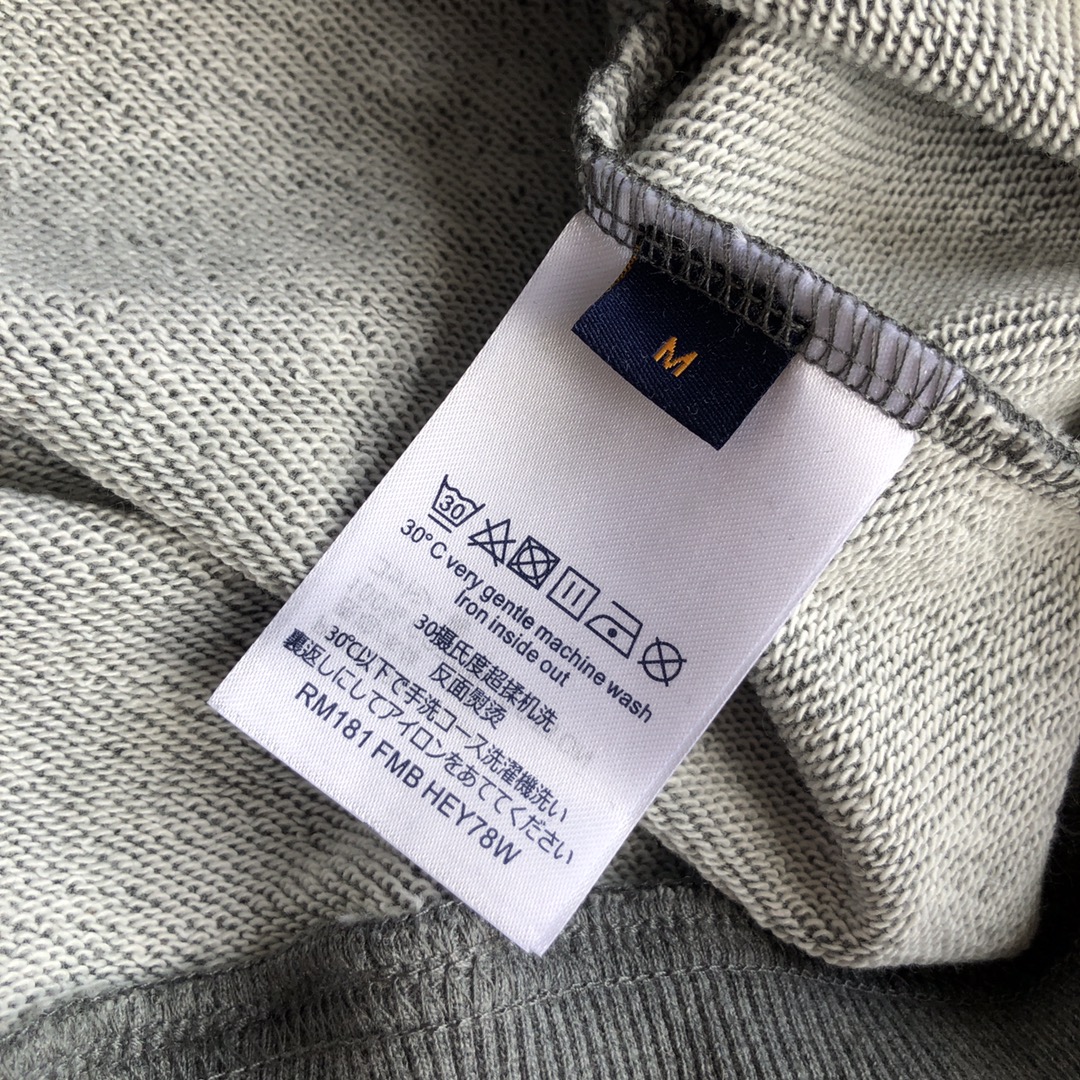 M
30
30°C very gentle machine wash
Iron inside out
30摄氏度超揉机洗
反面熨烫
30℃以下で手洗コース洗濯機洗い
裏返しにしてアイロンをあててください
RM181 FMB HEY78W